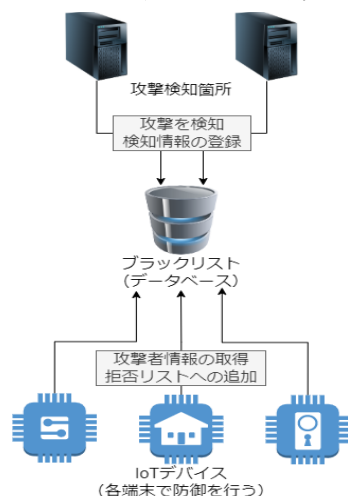 攻撃検知箇所
攻撃を検知
検知情報の登録
ブラックリスト
（データベース）
攻撃者情報の取得
拒否リストへの追加
IoTデバイス
（各端末で防御を行う）